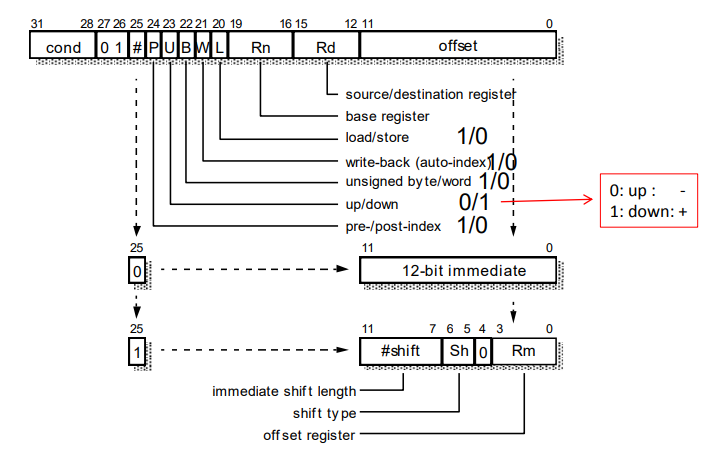 31 28 27 26 25 24 23 22 21 20 19 16 15 12 11 0
cond 0 1 # P U B W L Rn Rd offset
source/destination register
base register
load/store 1/0
write-back (auto-index) 1/0
unsigned byte/word 1/0
up/down 0/1
pre-/post-index 1/0
0: up : -
1: down: +
25 11 0
0 12-bit immediate
25 11 7 6 5 4 3 0
1 #shift Sh 0 Rm
immediate shift length
shift type
offset register